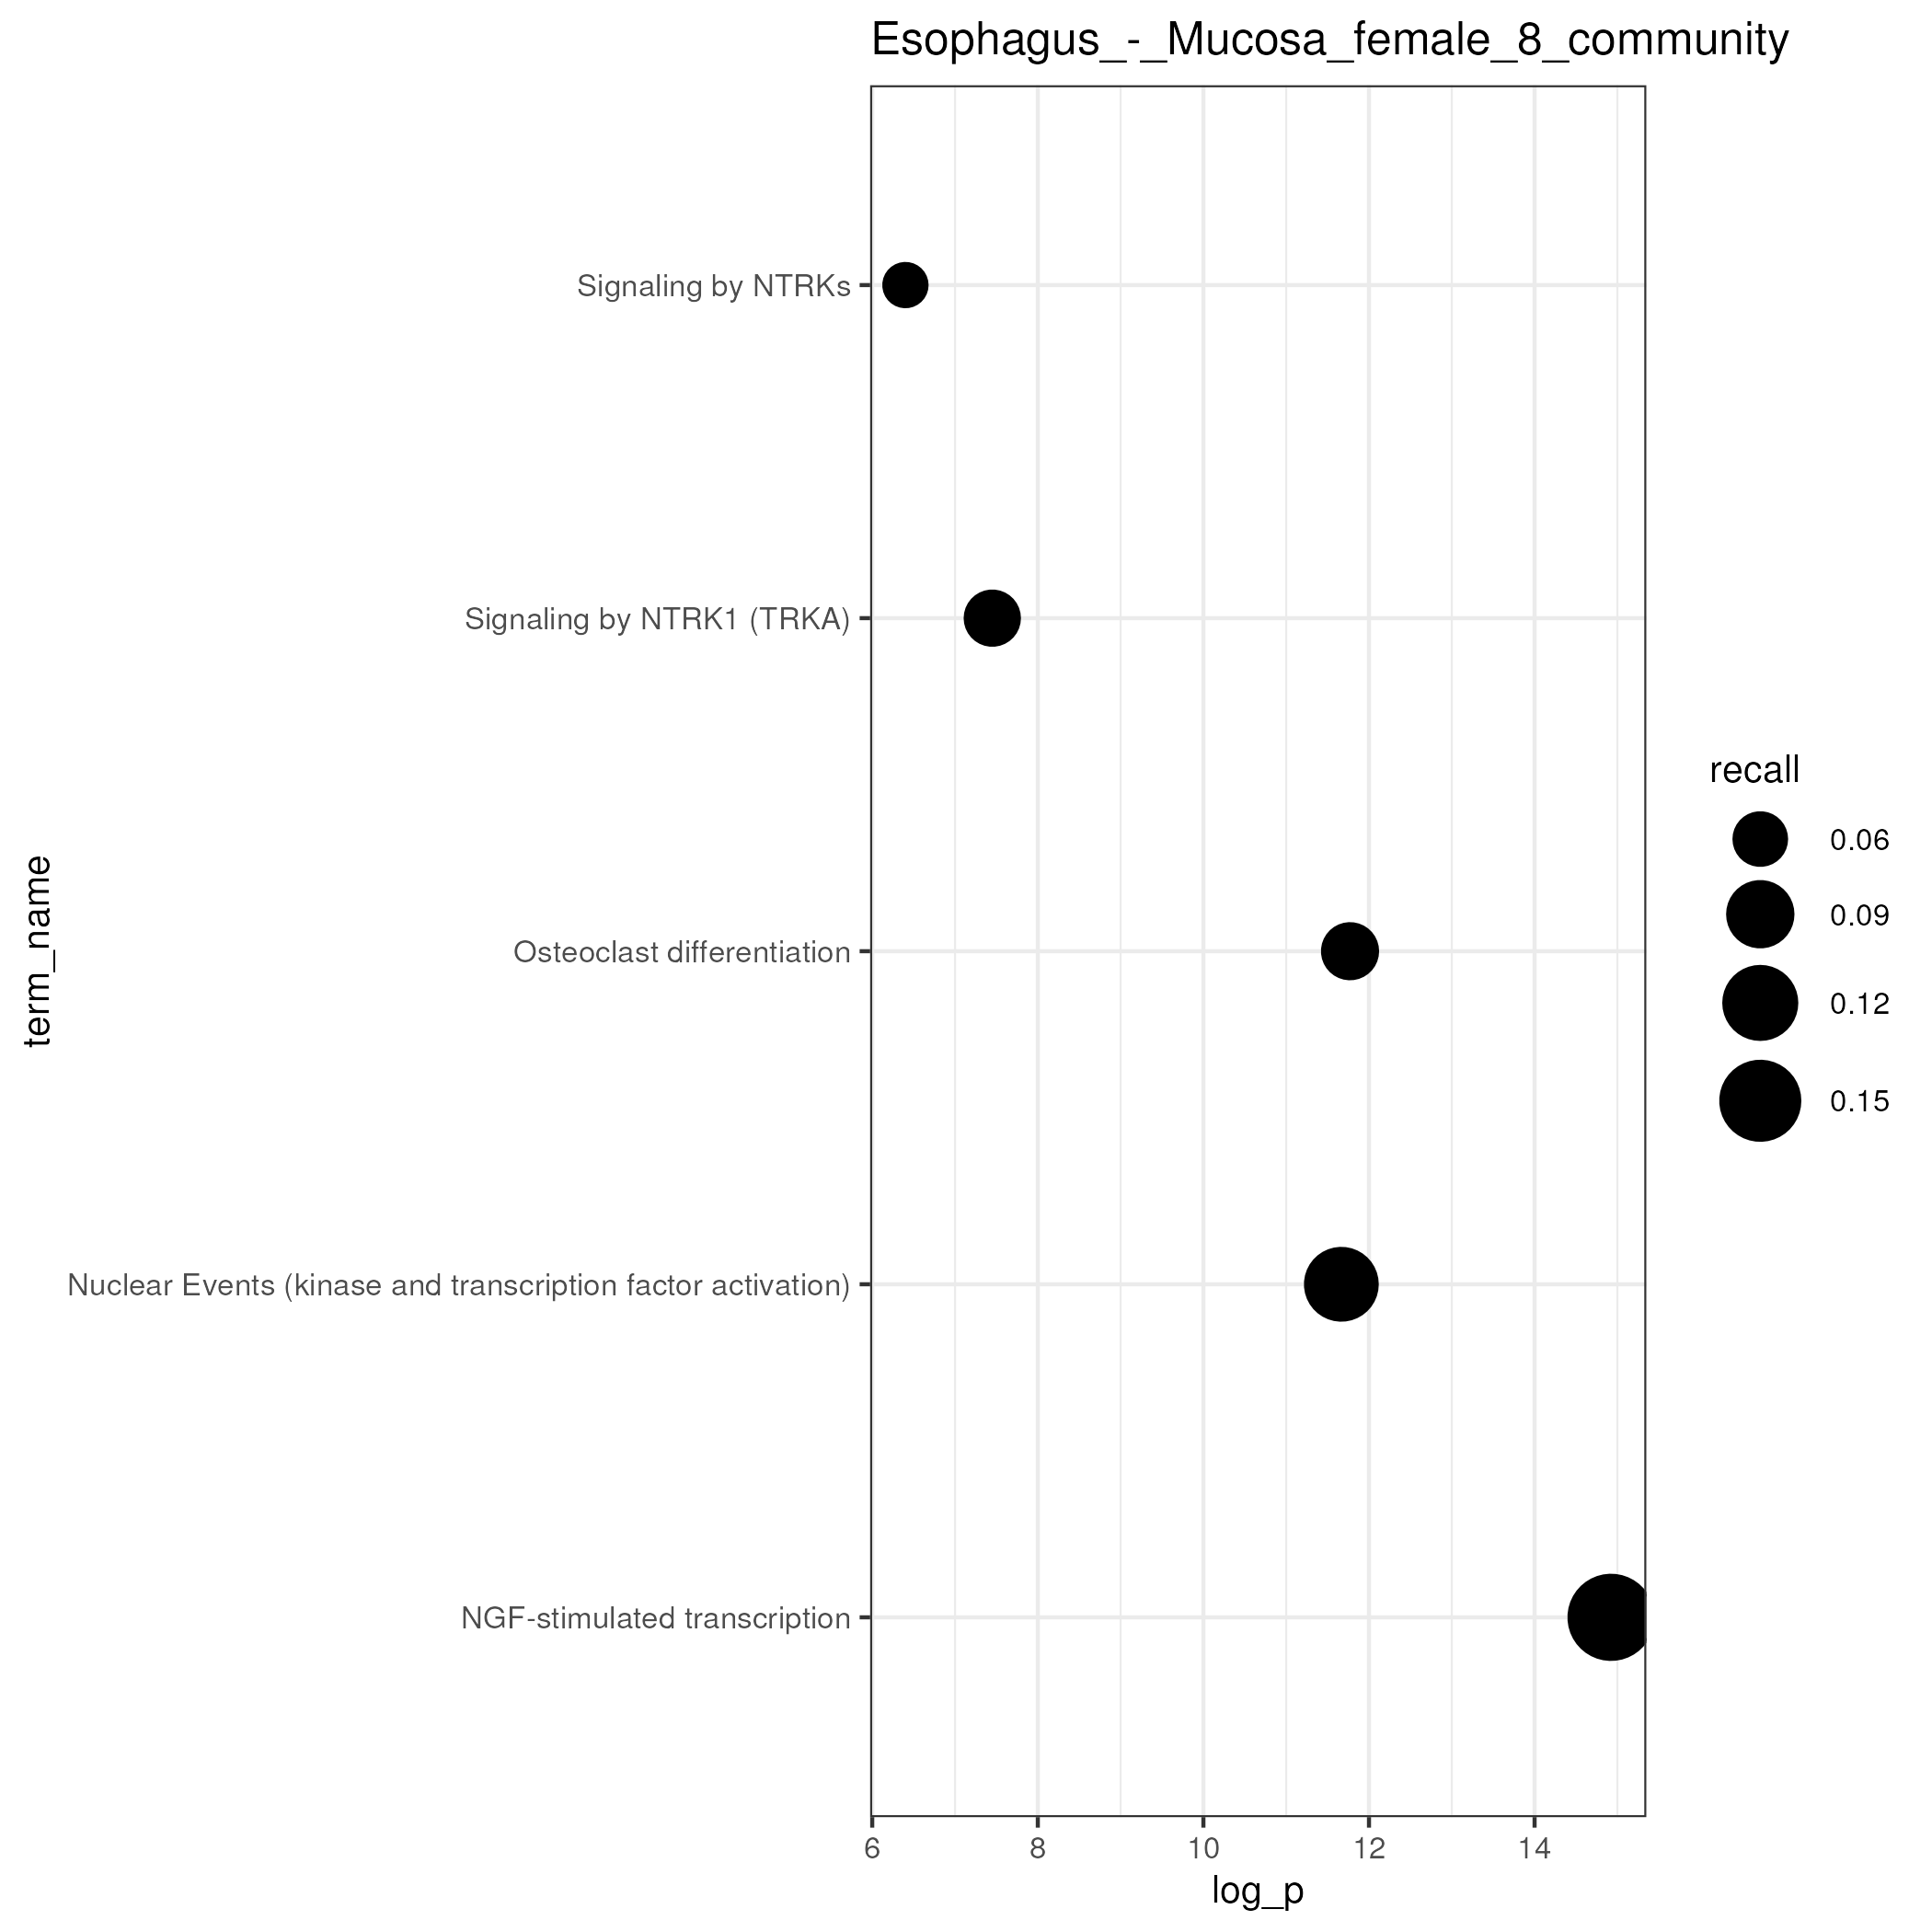 Esophagus_-_Mucosa_female_8_community
term_name
Signaling by NTRKs
Signaling by NTRK1 (TRKA)
Osteoclast differentiation
Nuclear Events (kinase and transcription factor activation)
NGF-stimulated transcription
6 8 10 12 14
log_p
recall
0.06
0.09
0.12
0.15